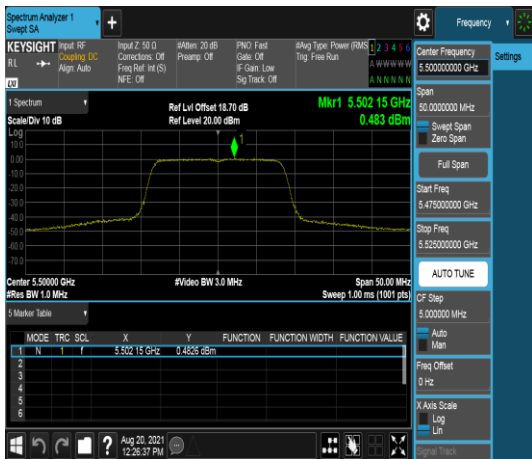 Spectrum Analyzer 1
Swept SA
Frequency
Settings
KEYSIGHT
RL
LXI
Input: RF
Coupling: DC
Align: Auto
Input Z: 50 Ω
Corrections: Off
Freq Ref: Int (S)
NFE: Off
#Atten: 20 dB
Preamp: Off
PNO: Fast
Gate: Off
IF Gain: Low
Sig Track: Off
#Avg Type: Power (RMS
Trig: Free Run
1 2 3 4 5 6
A W W W W W
A N N N N N
1 Spectrum
Scale/Div 10 dB
Ref Lvl Offset 18.70 dB
Ref Level 20.00 dBm
Mkr1 5.502 15 GHz
0.483 dBm
Log
10.0
0.00
-10.0
-20.0
-30.0
-40.0
-50.0
-60.0
-70.0
1
Center 5.50000 GHz
#Res BW 1.0 MHz
#Video BW 3.0 MHz
Span 50.00 MHz
Sweep 1.00 ms (1001 pts)
5 Marker Table
MODE TRC SCL X Y FUNCTION FUNCTION WIDTH FUNCTION VALUE
1 N 1 f 5.502 15 GHz 0.4826 dBm
2
3
4
5
6
Center Frequency
5.500000000 GHz
Span
50.0000000 MHz
Swept Span
Zero Span
Full Span
Start Freq
5.475000000 GHz
Stop Freq
5.525000000 GHz
AUTO TUNE
CF Step
5.000000 MHz
Auto
Man
Freq Offset
0 Hz
X Axis Scale
Log
Lin
Signal Track
?
Aug 20, 2021
12:26:37 PM